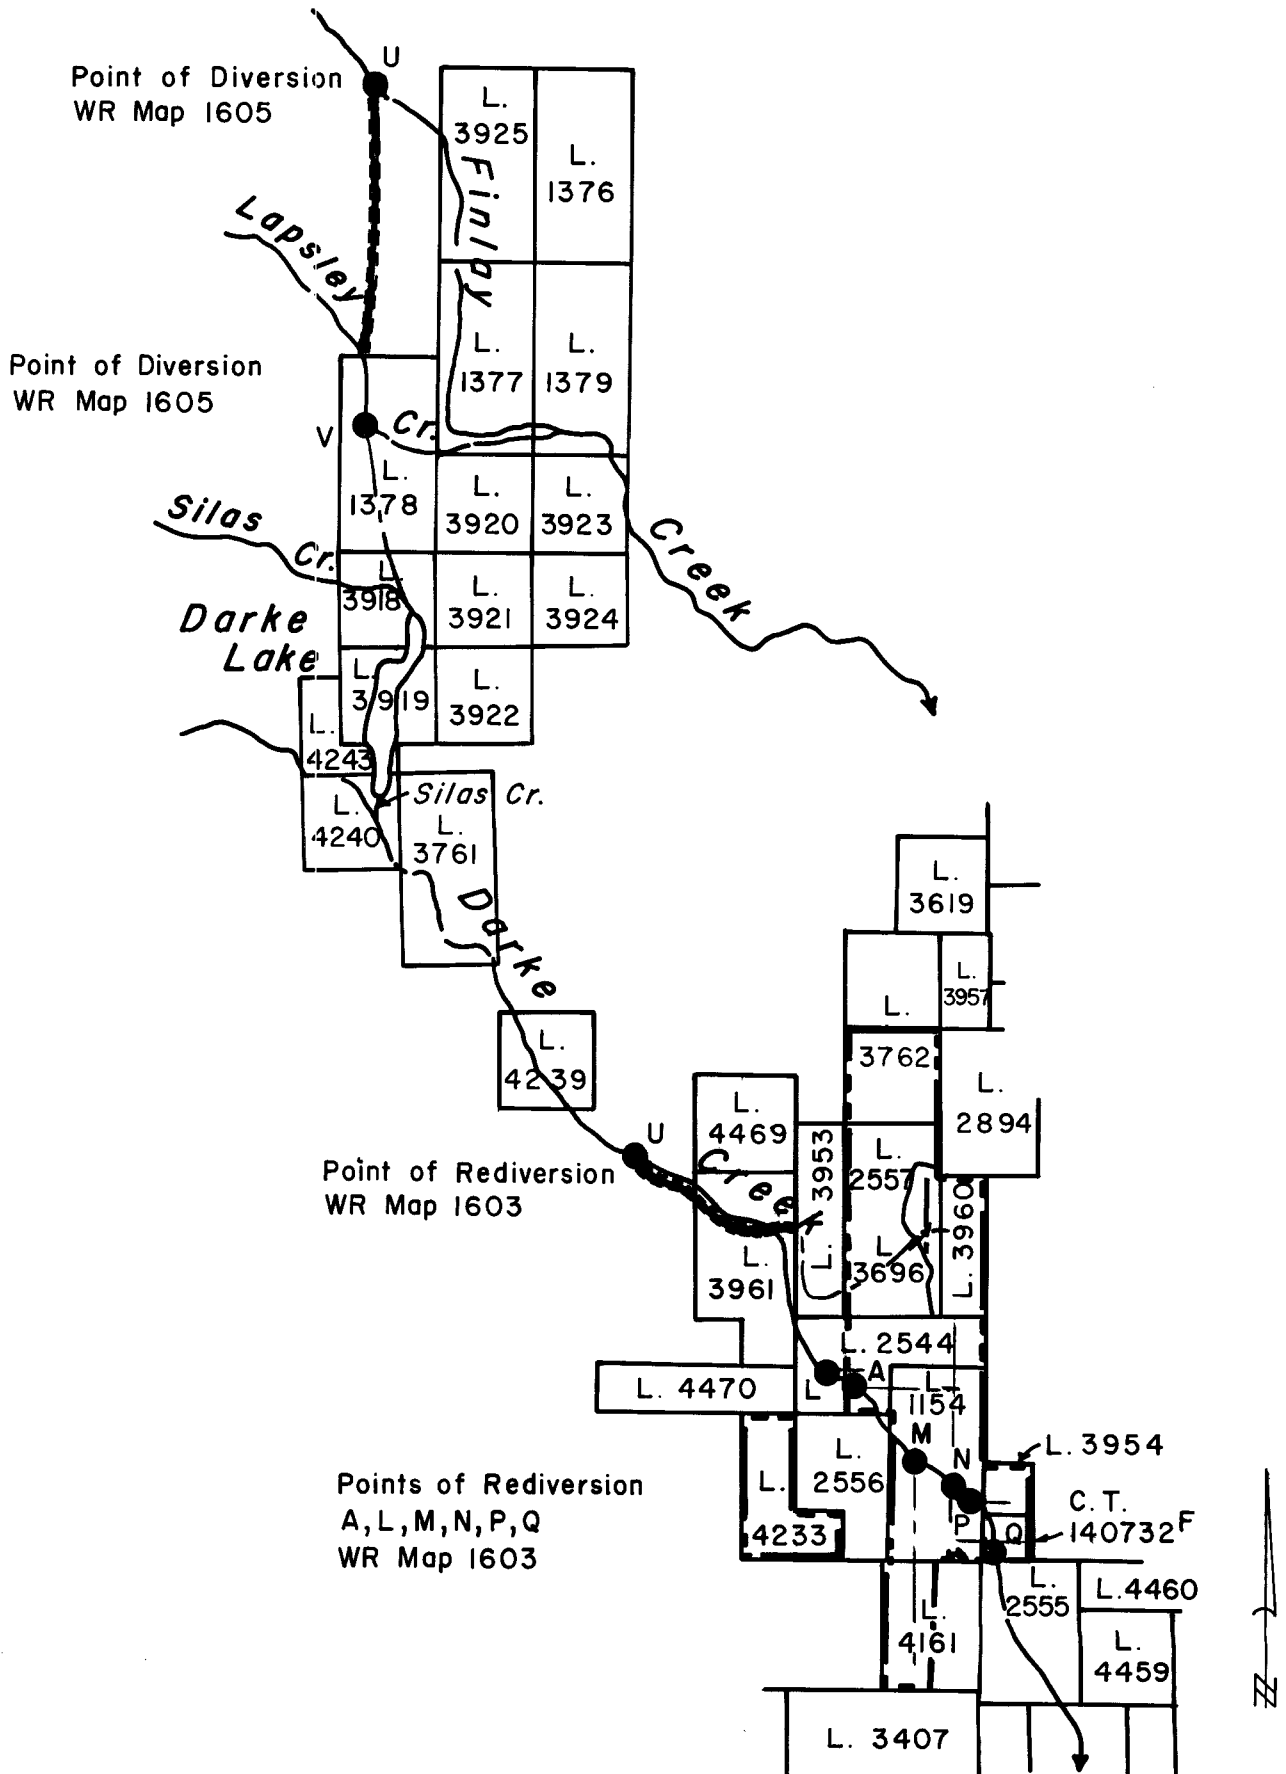 U
Point of Diversion
WR Map 1605
L.
3925
L.
1376
Finlay
Lapsley
Point of Diversion
WR Map 1605
L.
1377
L.
1379
V
Cr.
L.
1378
L.
3920
L.
3923
Silas
Cr.
Creek
L.
3918
L.
3921
L.
3924
Darke
Lake
L.
3919
L.
3922
L.
4243
Silas Cr.
L.
4240
L.
3761
Darke
L.
3619
L.
3957
L.
3762
L.
4239
L.
2894
U
L.
4469
Creek
L. 3953
L.
2557
Point of Rediversion
WR Map 1603
L. 3960
L.
3961
L.
3696
L. 2544
L. 4470
L
A
L.
1154
M
N
L. 3954
L.
2556
Points of Rediversion
A, L, M, N, P, Q
WR Map 1603
L.
4233
P
Q
C. T.
140732F
L.
2555
L. 4460
L.
4161
L.
4459
L. 3407